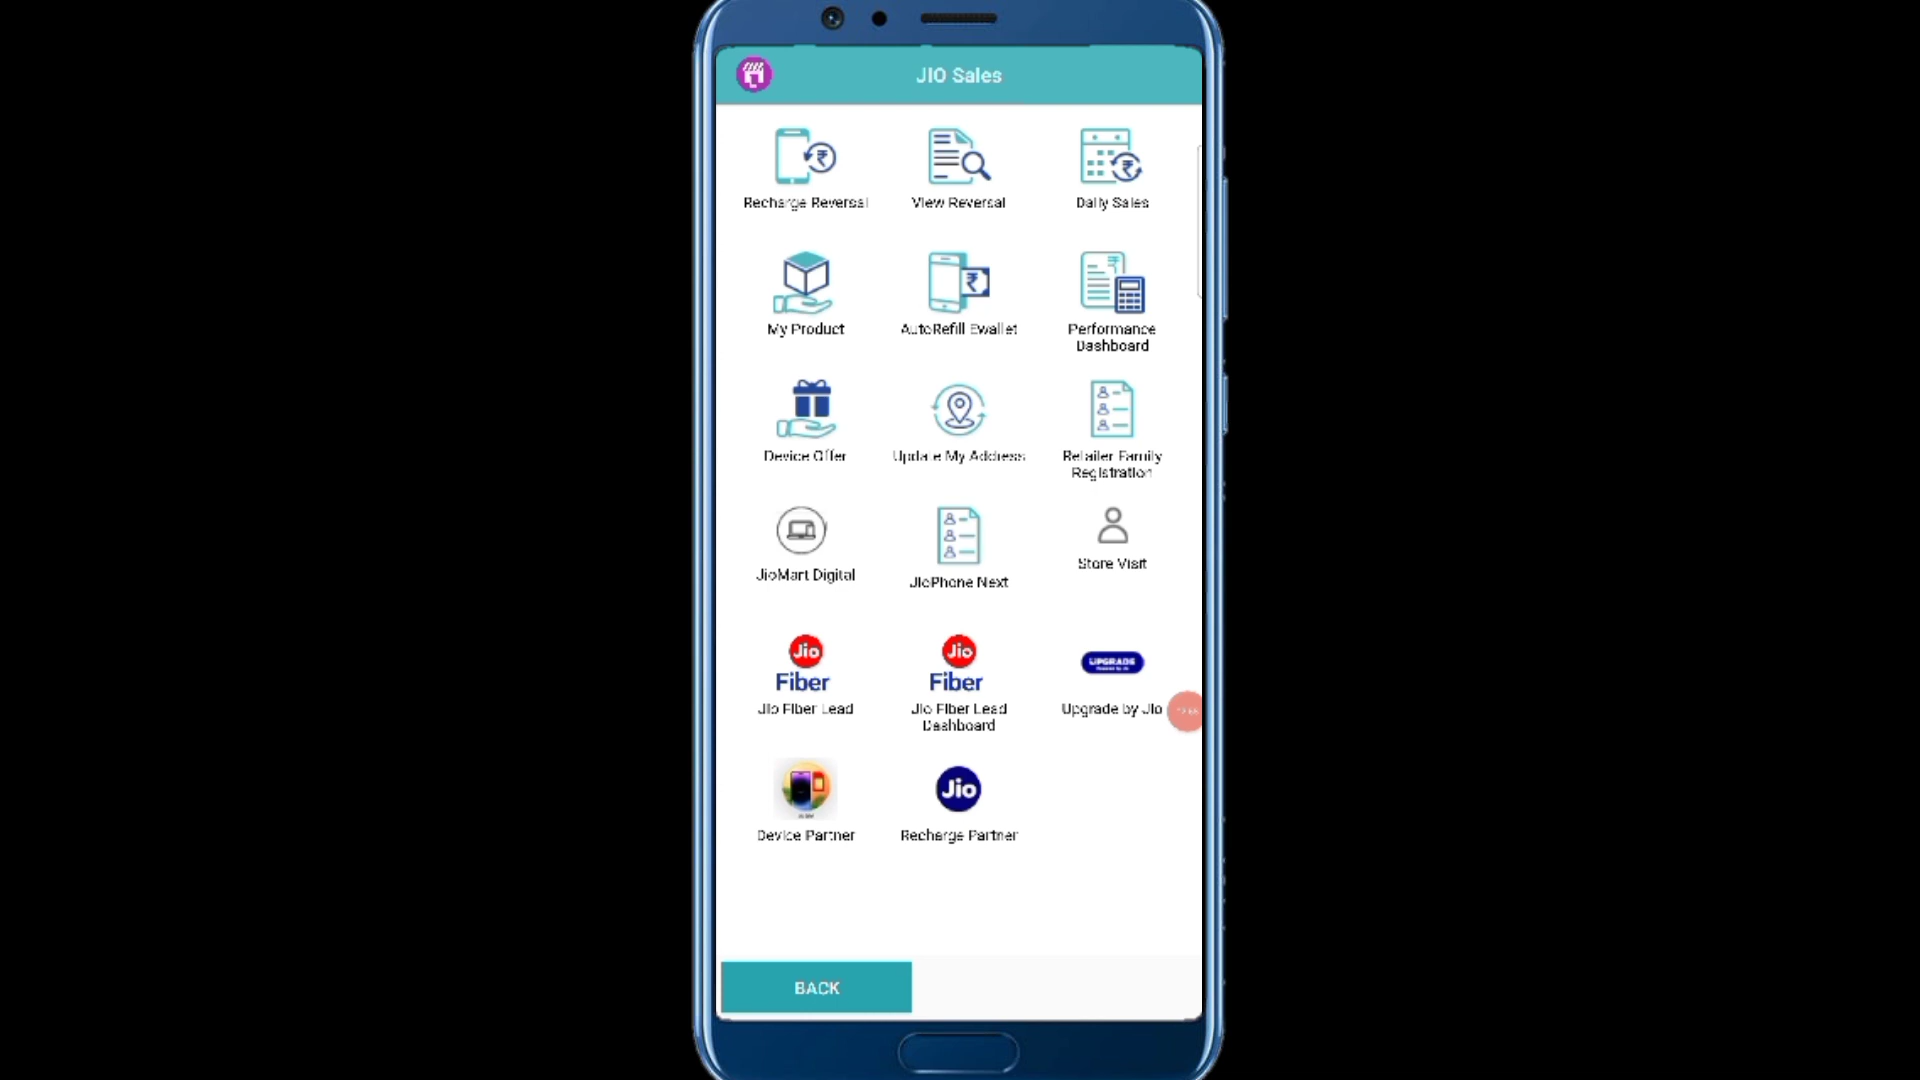 JIO Sales
Recharge Reversal
View Reversal
Daily Sales
My Product
AutoRefill Ewallet
Performance
Dashboard
Device Offer
Update My Address
Retailer Family
Registration
JioMart Digital
JioPhone Next
Store Visit
Jio
Fiber
Jio Fiber Lead
Jio
Fiber
Jio Fiber Lead
Dashboard
UPGRADE
Upgrade by Jio
Device Partner
Jio
Recharge Partner
BACK